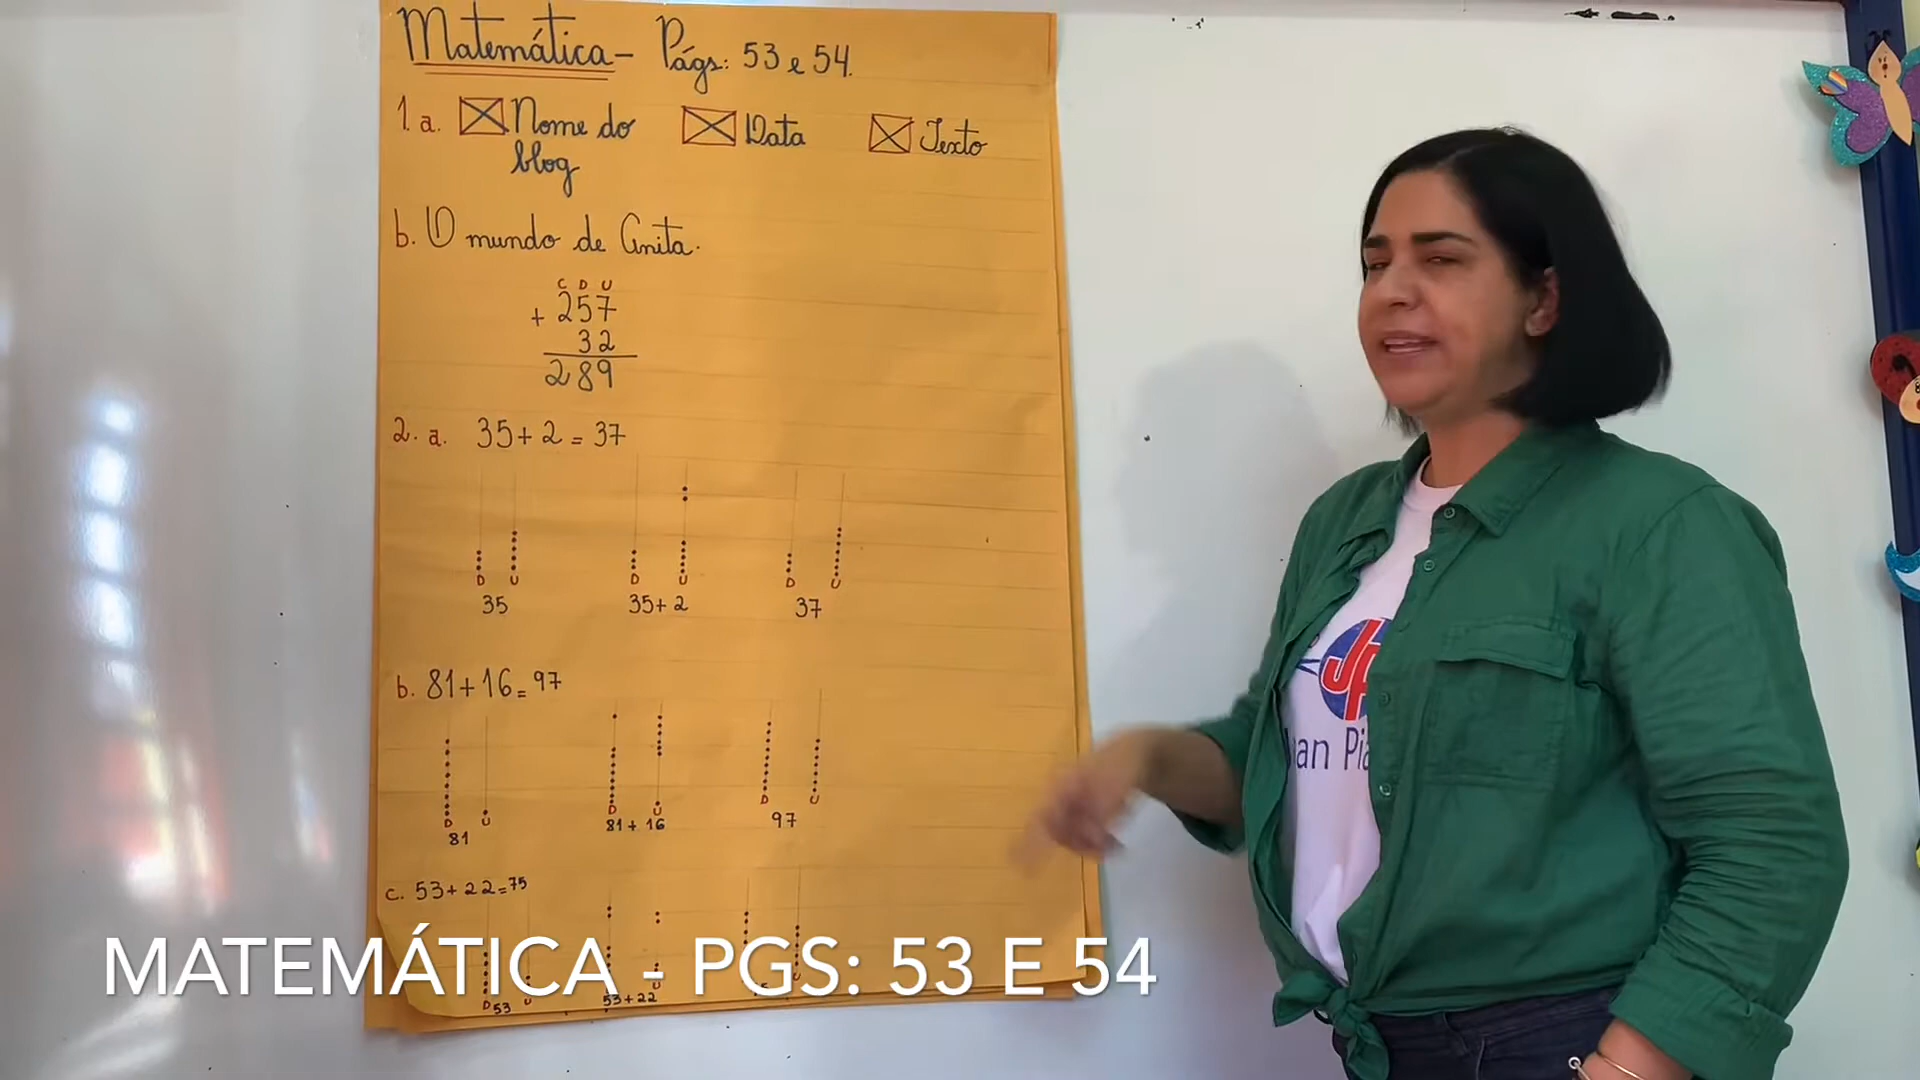 Matemática - Págs: 53 e 54.
1. a. Nome do blog Data Texto
b. O mundo de Anita.
C D U
+ 257
32
289
2. a. 35 + 2 = 37
D U D U D U
35 35 + 2 37
b. 81 + 16 = 97
D U D U D U
81 81 + 16 97
c. 53 + 22 = 75
D U U U
53 53 + 22
MATEMÁTICA - PGS: 53 E 54